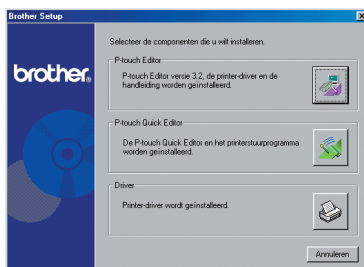 Brother Setup
Selecteer de componenten die u wilt installeren.
P-touch Editor
P-touch Editor versie 3.2, de printer-driver en de
handleiding worden geïnstalleerd.
brother.
P-touch Quick Editor
De P-touch Quick Editor en het printerstuurprogramma
worden geïnstalleerd.
Driver
Printer-driver wordt geïnstalleerd.
Annuleren